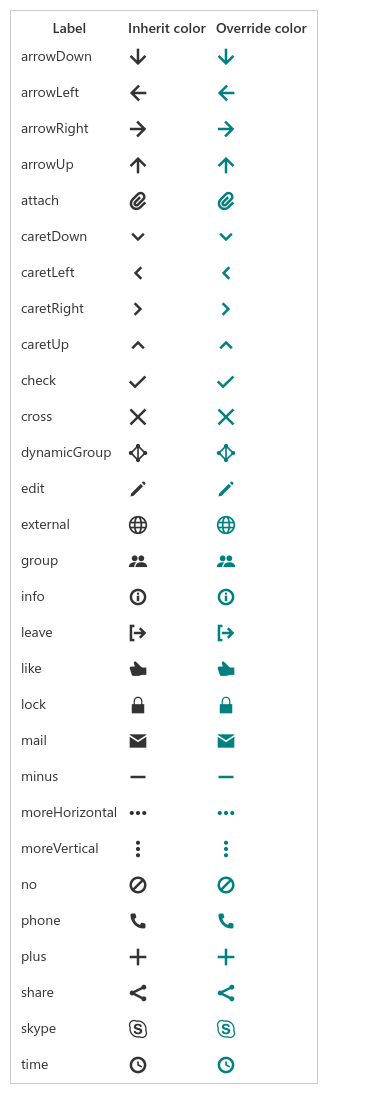 Label Inherit color Override color
arrowDown
arrowLeft
arrowRight
arrowUp
attach
caretDown
caretLeft
caretRight
caretUp
check
cross
dynamicGroup
edit
external
group
info
leave
like
lock
mail
minus
moreHorizontal
moreVertical
no
phone
plus
share
skype
time